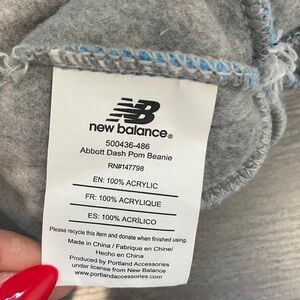 NB
new balance®
500436-486
Abbott Dash Pom Beanie
RN#147798
EN: 100% ACRYLIC
FR: 100% ACRYLIQUE
ES: 100% ACRÍLICO
Please recycle this item and donate when finished using.
Made in China / Fabrique en Chine/
Hecho en China
Produced by Portland Accessories
under license from New Balance
www.portlandaccessories.com